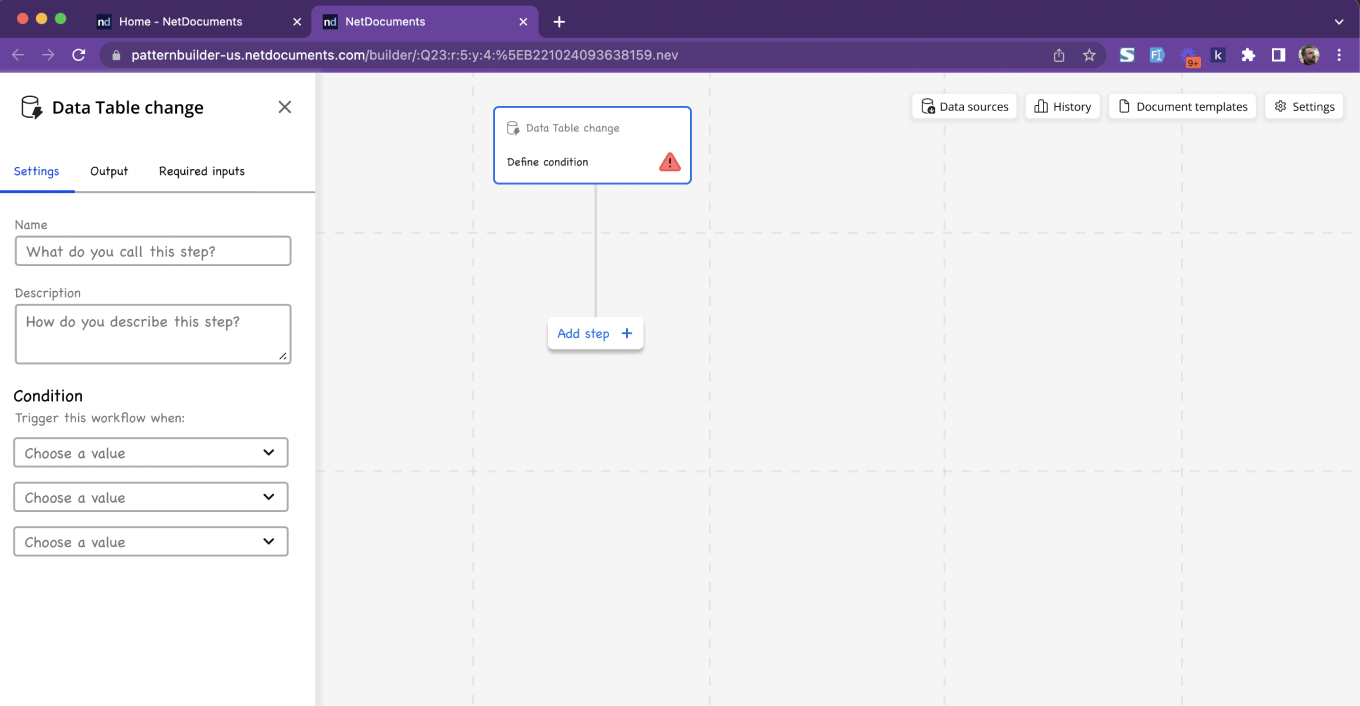 nd Home - NetDocuments
nd NetDocuments
patternbuilder-us.netdocuments.com/builder/:Q23:r:5:y:4:%5EB221024093638159.nev
S
FI
9+
k
Data Table change
Data sources
History
Document templates
Settings
Settings
Output
Required inputs
Name
What do you call this step?
Description
How do you describe this step?
Condition
Trigger this workflow when:
Choose a value
Choose a value
Choose a value
Data Table change
Define condition
Add step +